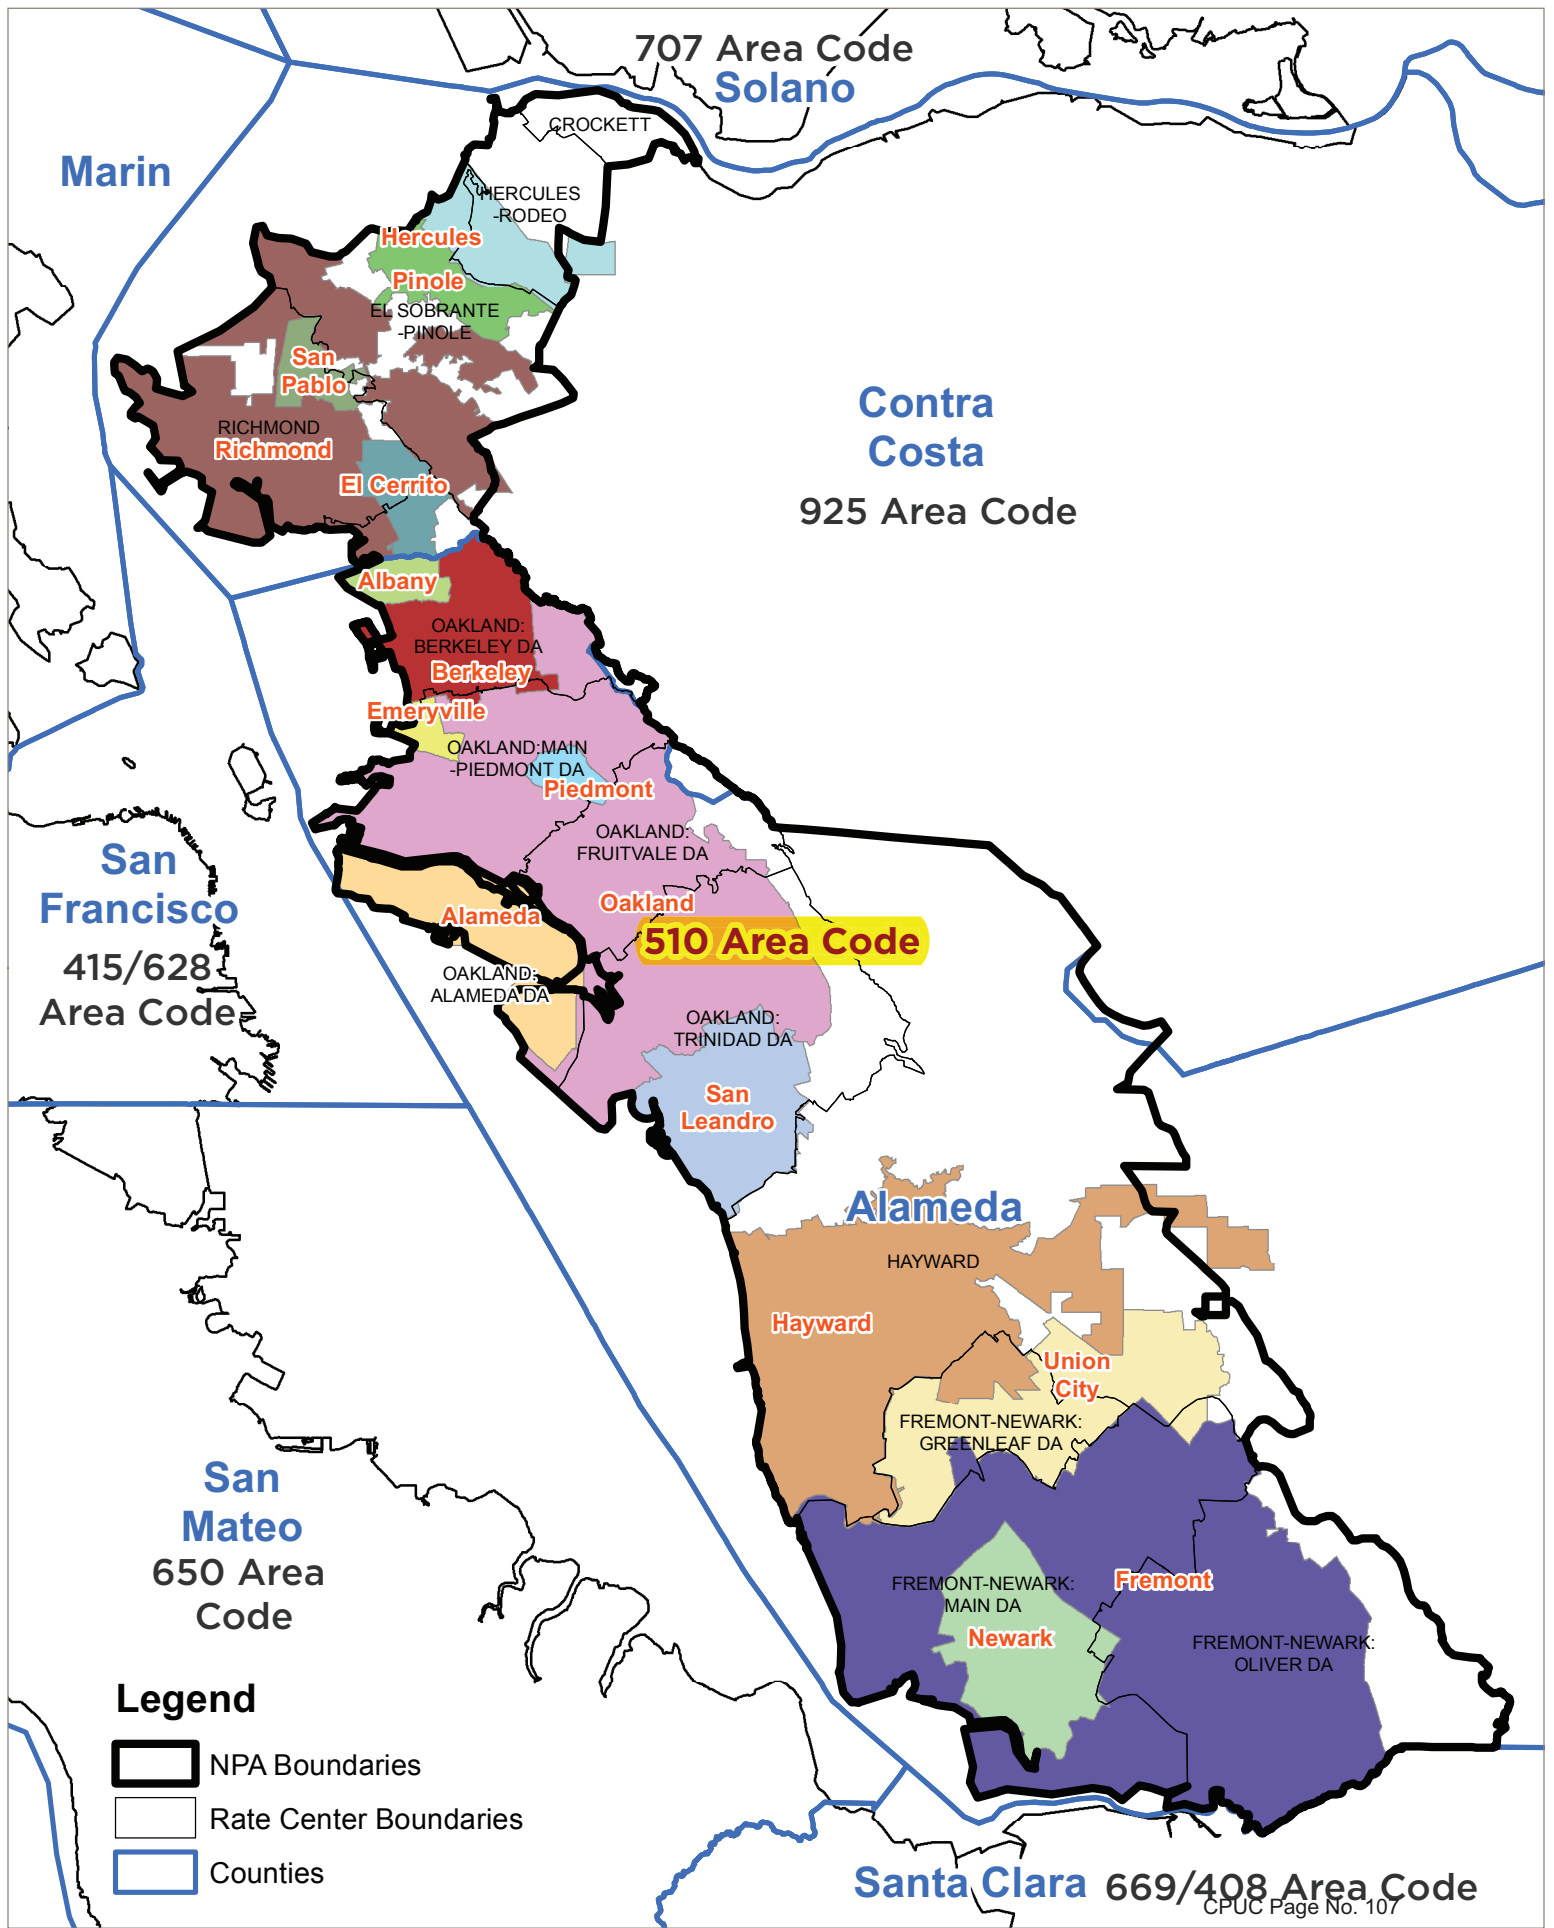 707 Area Code
Solano
CROCKETT
Marin
HERCULES
-RODEO
Hercules
Pinole
EL SOBRANTE
-PINOLE
San
Pablo
RICHMOND
Richmond
El Cerrito
Contra
Costa
925 Area Code
Albany
OAKLAND:
BERKELEY DA
Berkeley
Emeryville
OAKLAND:MAIN
-PIEDMONT DA
Piedmont
OAKLAND:
FRUITVALE DA
San
Francisco
415/628
Area Code
Oakland
Alameda
510 Area Code
OAKLAND:
ALAMEDA DA
OAKLAND:
TRINIDAD DA
San
Leandro
Alameda
HAYWARD
Hayward
Union
City
FREMONT-NEWARK:
GREENLEAF DA
San
Mateo
650 Area
Code
FREMONT-NEWARK:
MAIN DA
Fremont
Newark
FREMONT-NEWARK:
OLIVER DA
Legend
NPA Boundaries
Rate Center Boundaries
Counties
Santa Clara 669/408 Area Code
CPUC Page No. 107